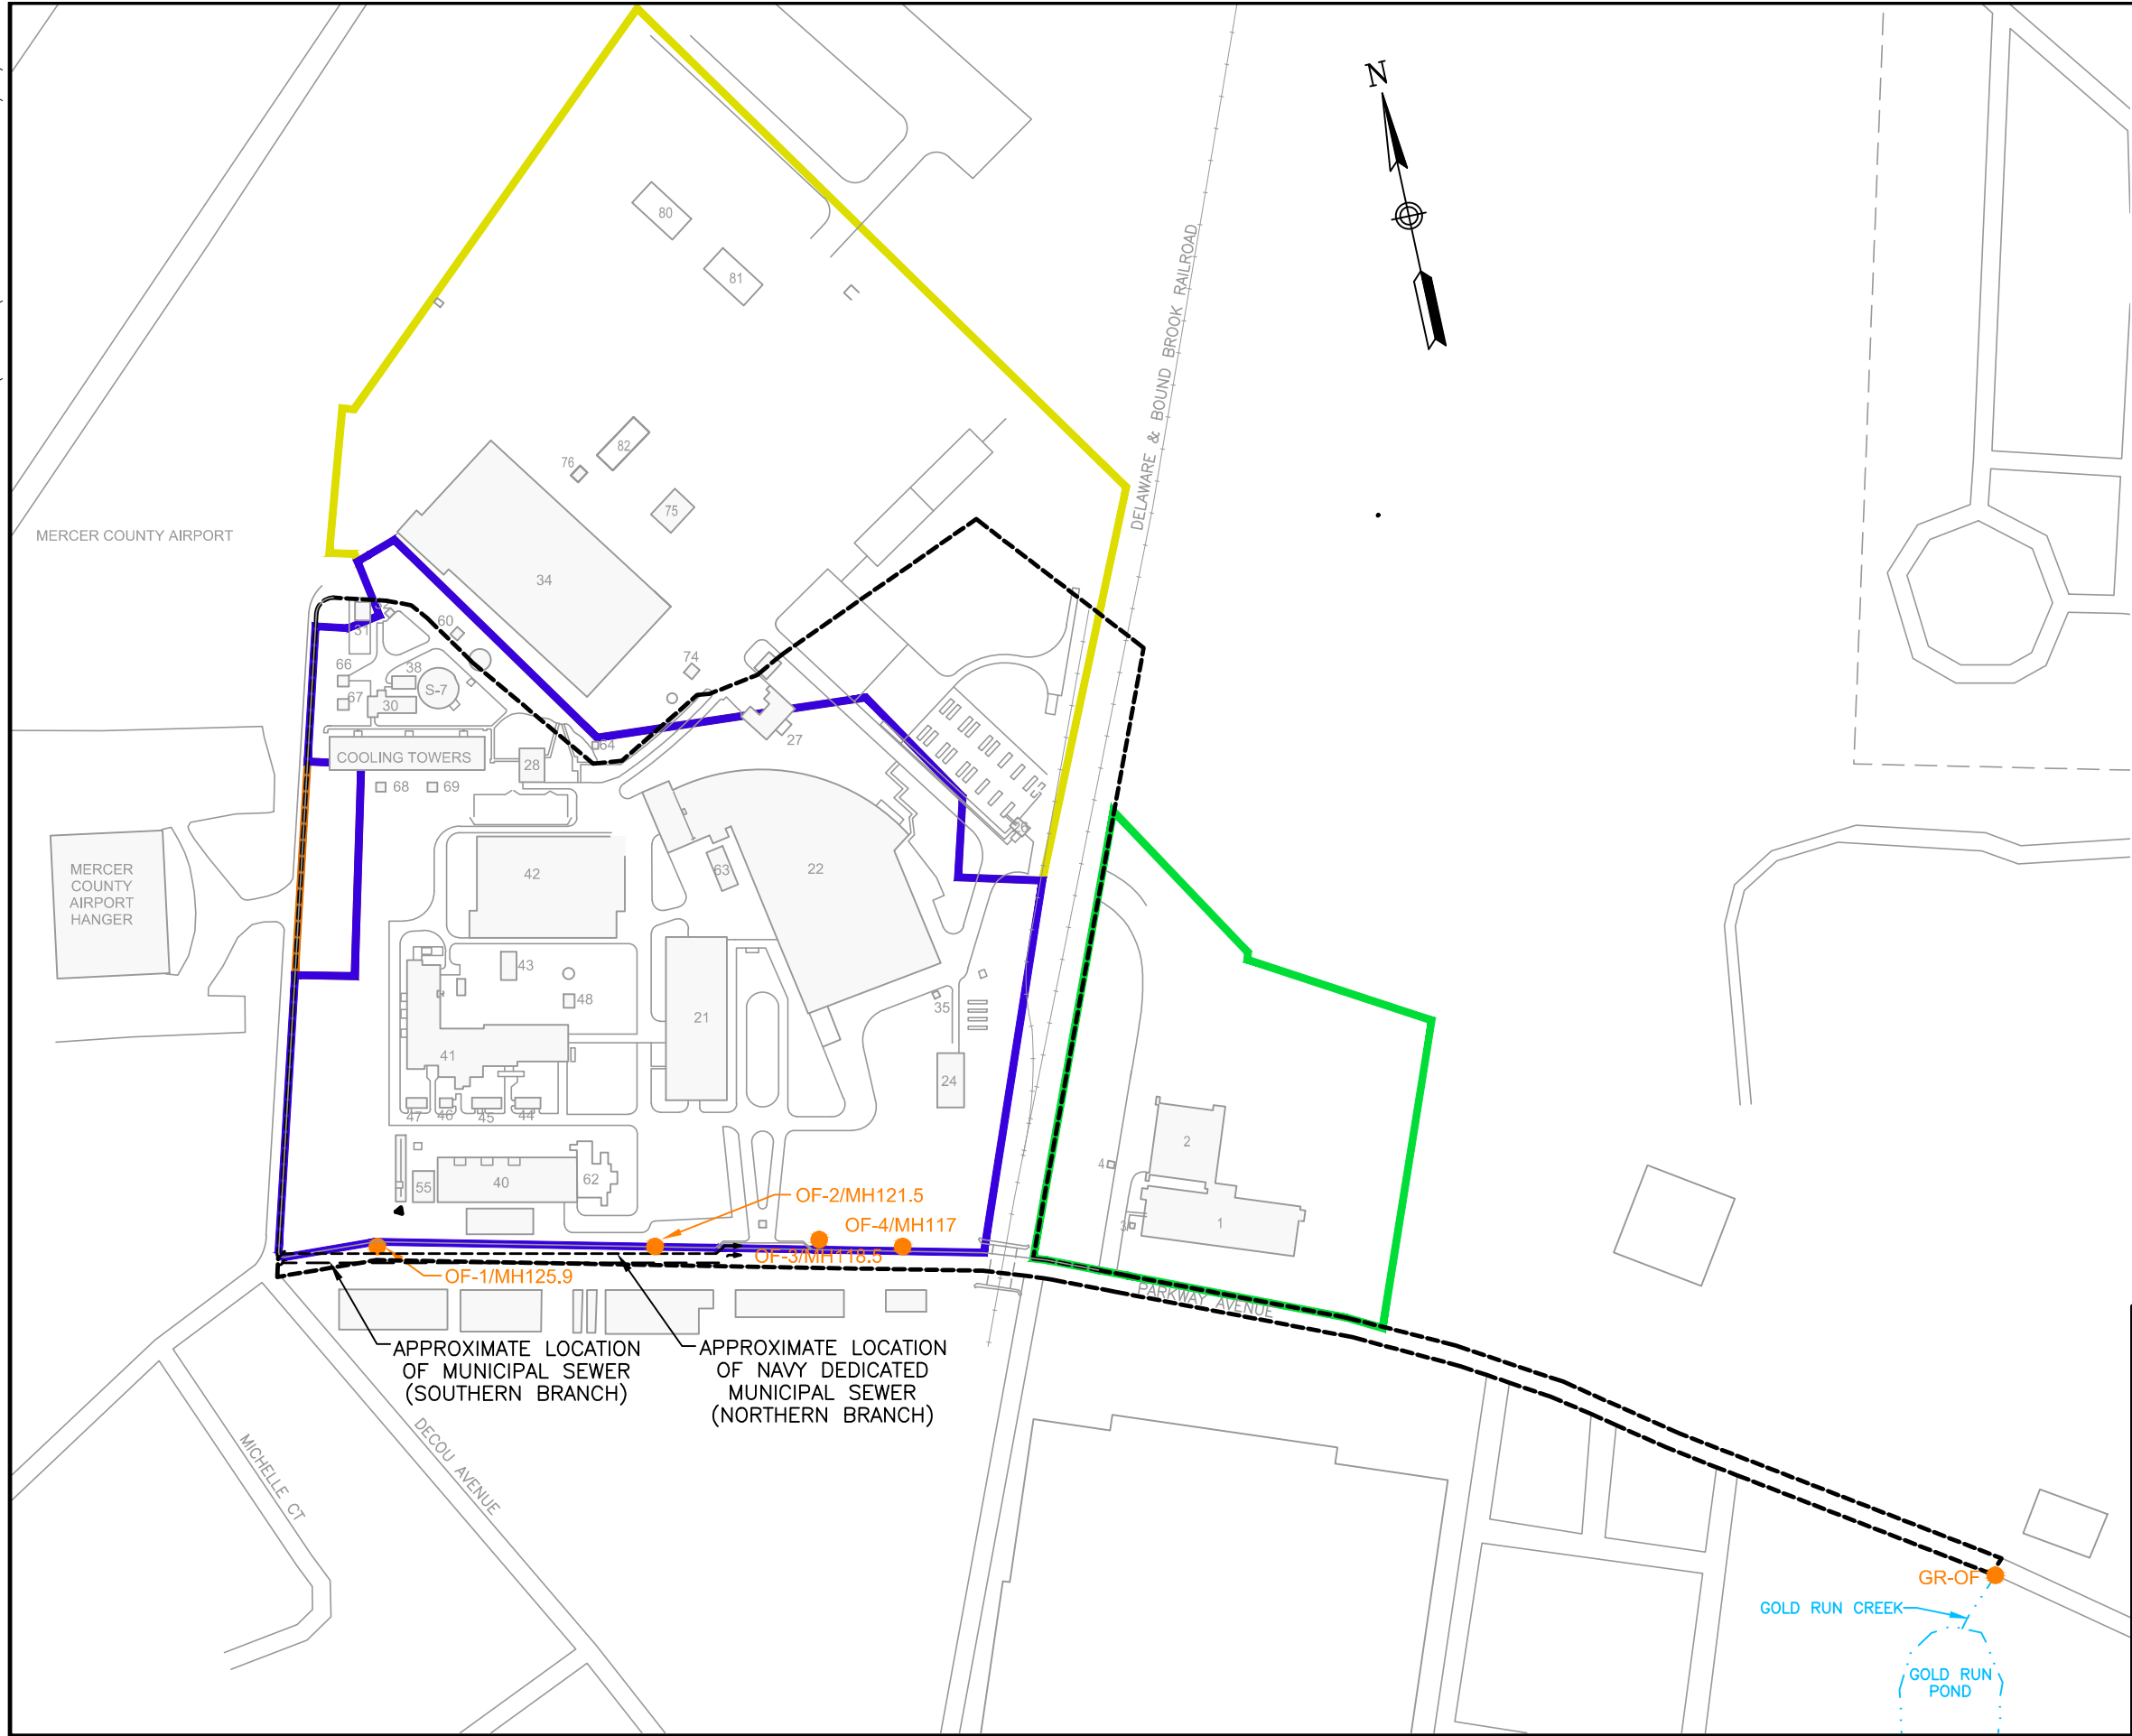 N
80
81
DELAWARE & BOUND BROOK RAILROAD
82
76
75
MERCER COUNTY AIRPORT
34
60
31
74
66
38
S-7
67
30
27
64
COOLING TOWERS
28
68
69
26
MERCER
COUNTY
AIRPORT
HANGER
42
63
22
43
48
35
21
41
24
47
46
45
44
2
4
55
40
62
OF-2/MH121.5
OF-4/MH117
3
1
OF-3/MH118.5
OF-1/MH125.9
PARKWAY AVENUE
APPROXIMATE LOCATION
OF MUNICIPAL SEWER
(SOUTHERN BRANCH)
APPROXIMATE LOCATION
OF NAVY DEDICATED
MUNICIPAL SEWER
(NORTHERN BRANCH)
MICHELLE CT
DECOU AVENUE
GR-OF
GOLD RUN CREEK
GOLD RUN
POND